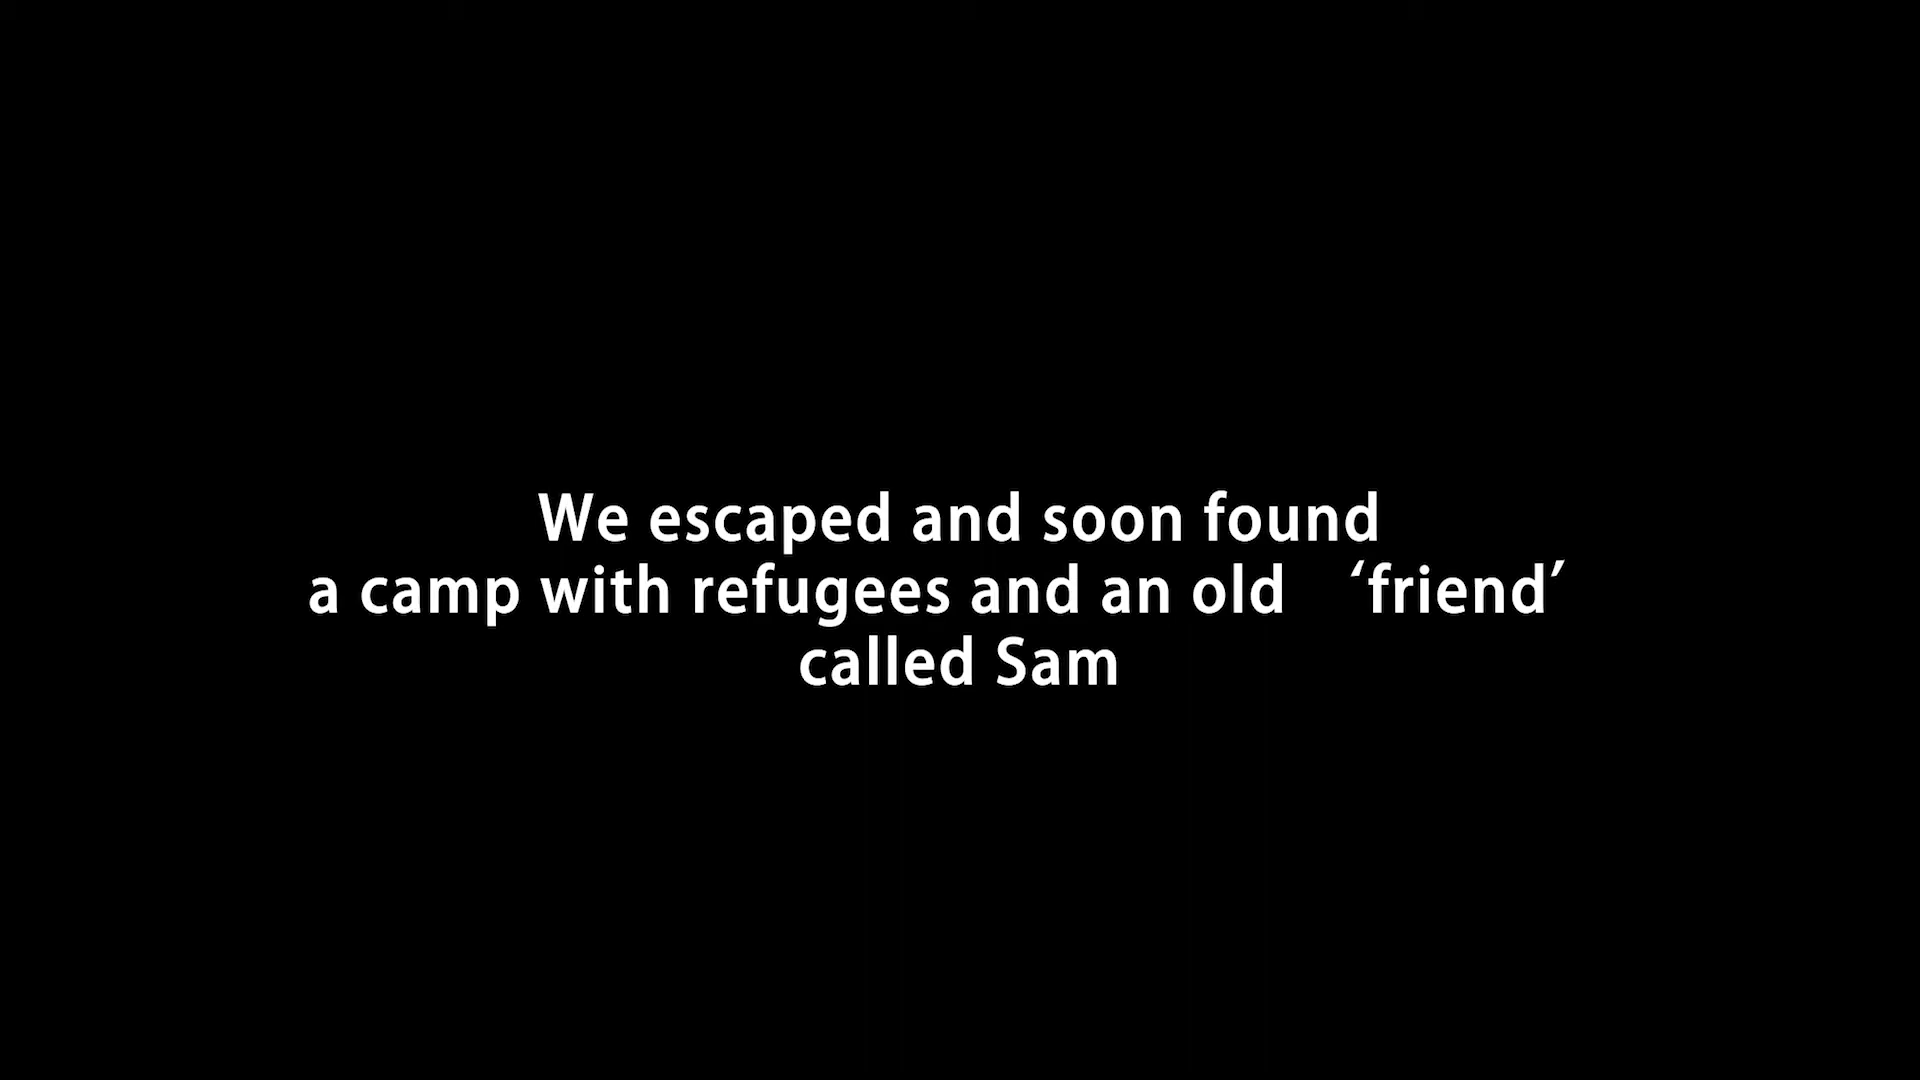 We escaped and soon found
a camp with refugees and an old ‘friend’
called Sam